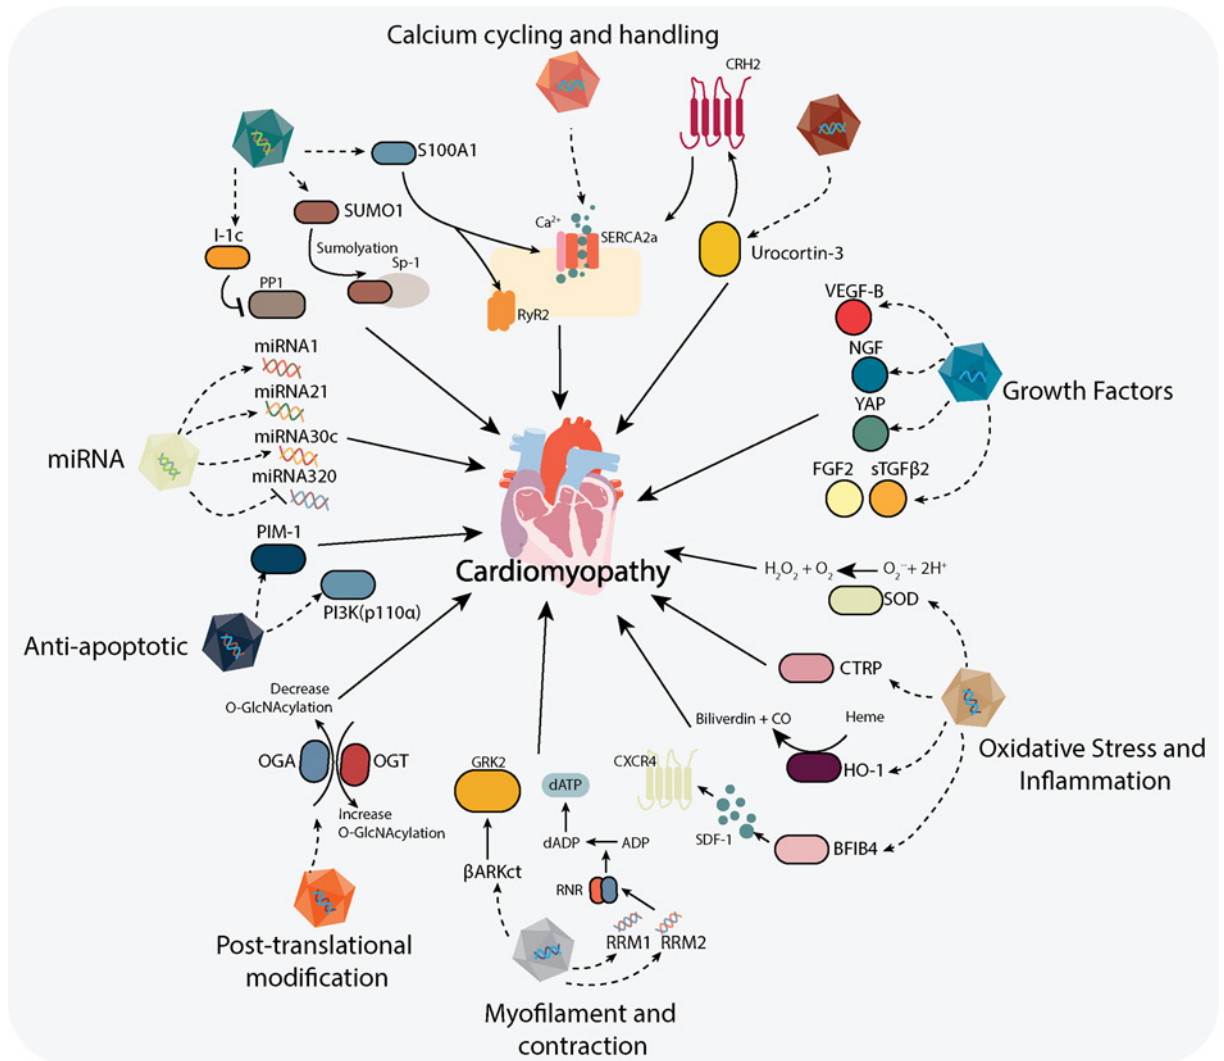 Calcium cycling and handling
CRH2
S100A1
SUMO1
I-1c
Sumolyation
Sp-1
PP1
Ca²⁺
SERCA2a
RyR2
Urocortin-3
VEGF-B
NGF
YAP
FGF2 sTGFβ2
Growth Factors
miRNA1
miRNA21
miRNA30c
miRNA320
miRNA
PIM-1
PI3K(p110α)
Anti-apoptotic
Cardiomyopathy
H₂O₂ + O₂
O₂˙⁻ + 2H⁺
SOD
CTRP
Biliverdin + CO
Heme
HO-1
CXCR4
SDF-1
BFIB4
Oxidative Stress and
Inflammation
Decrease
O-GlcNAcylation
OGA
OGT
Increase
O-GlcNAcylation
Post-translational
modification
GRK2
βARKct
dATP
dADP
ADP
RNR
RRM1
RRM2
Myofilament and
contraction